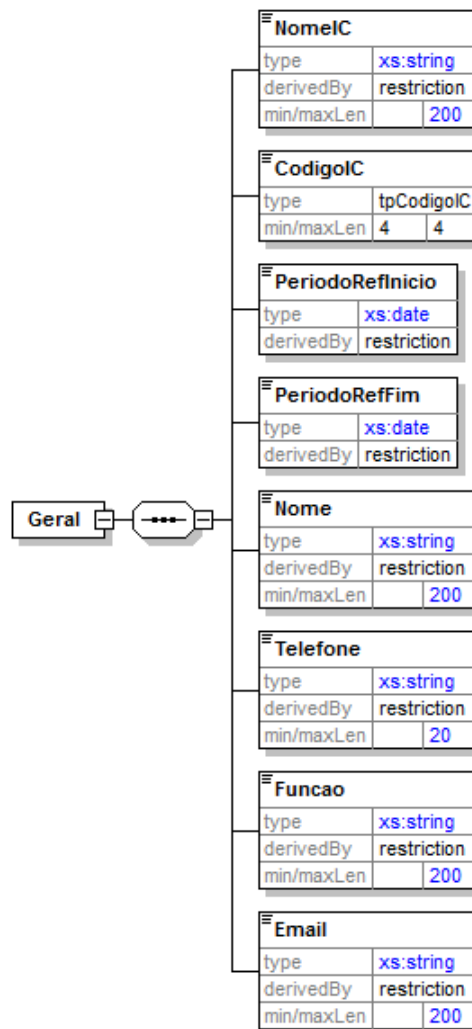 NomeIC
type xs:string
derivedBy restriction
min/maxLen 200
CodigoIC
type tpCodigoIC
min/maxLen 4 4
PeriodoRefInicio
type xs:date
derivedBy restriction
PeriodoRefFim
type xs:date
derivedBy restriction
Geral
Nome
type xs:string
derivedBy restriction
min/maxLen 200
Telefone
type xs:string
derivedBy restriction
min/maxLen 20
Funcao
type xs:string
derivedBy restriction
min/maxLen 200
Email
type xs:string
derivedBy restriction
min/maxLen 200